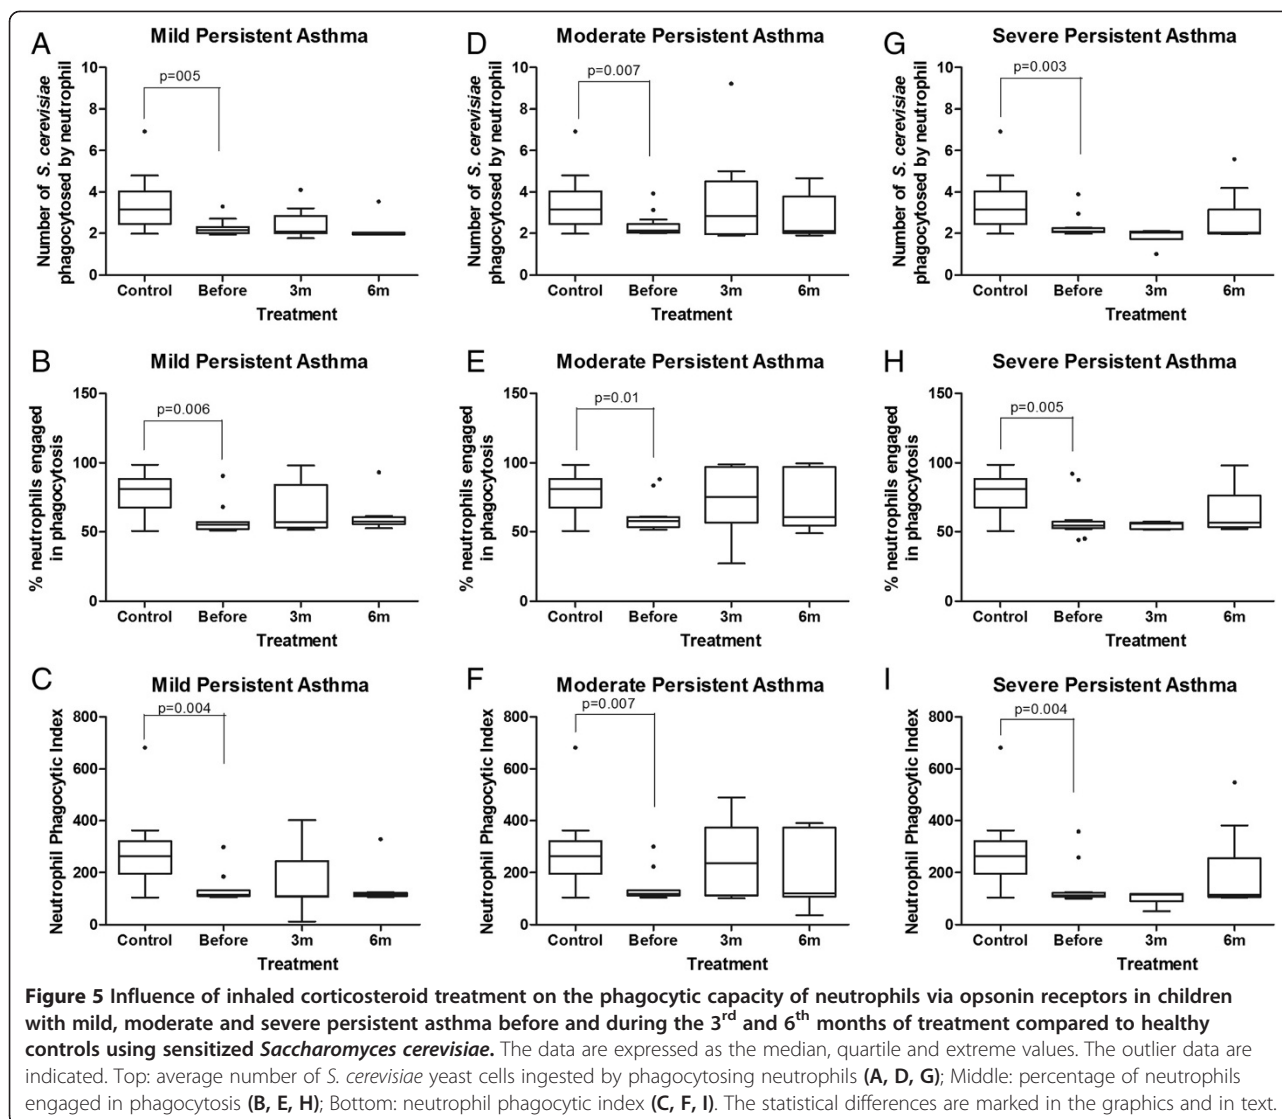 A
Mild Persistent Asthma
Number of S. cerevisiae
phagocytosed by neutrophil
10
8
6
4
2
0
p=005
Control Before 3m 6m
Treatment
D
Moderate Persistent Asthma
Number of S. cerevisiae
phagocytosed by neutrophil
10
8
6
4
2
0
p=0.007
Control Before 3m 6m
Treatment
G
Severe Persistent Asthma
Number of S. cerevisiae
phagocytosed by neutrophil
10
8
6
4
2
0
p=0.003
Control Before 3m 6m
Treatment
B
Mild Persistent Asthma
% neutrophils engaged
in phagocytosis
150
100
50
0
p=0.006
Control Before 3m 6m
Treatment
E
Moderate Persistent Asthma
% neutrophils engaged
in phagocytosis
150
100
50
0
p=0.01
Control Before 3m 6m
Treatment
H
Severe Persistent Asthma
% neutrophils engaged
in phagocytosis
150
100
50
0
p=0.005
Control Before 3m 6m
Treatment
C
Mild Persistent Asthma
Neutrophil Phagocytic Index
800
600
400
200
0
p=0.004
Control Before 3m 6m
Treatment
F
Moderate Persistent Asthma
Neutrophil Phagocytic Index
800
600
400
200
0
p=0.007
Control Before 3m 6m
Treatment
I
Severe Persistent Asthma
Neutrophil Phagocytic Index
800
600
400
200
0
p=0.004
Control Before 3m 6m
Treatment
Figure 5 Influence of inhaled corticosteroid treatment on the phagocytic capacity of neutrophils via opsonin receptors in children
with mild, moderate and severe persistent asthma before and during the 3rd and 6th months of treatment compared to healthy
controls using sensitized Saccharomyces cerevisiae. The data are expressed as the median, quartile and extreme values. The outlier data are
indicated. Top: average number of S. cerevisiae yeast cells ingested by phagocytosing neutrophils (A, D, G); Middle: percentage of neutrophils
engaged in phagocytosis (B, E, H); Bottom: neutrophil phagocytic index (C, F, I). The statistical differences are marked in the graphics and in text.